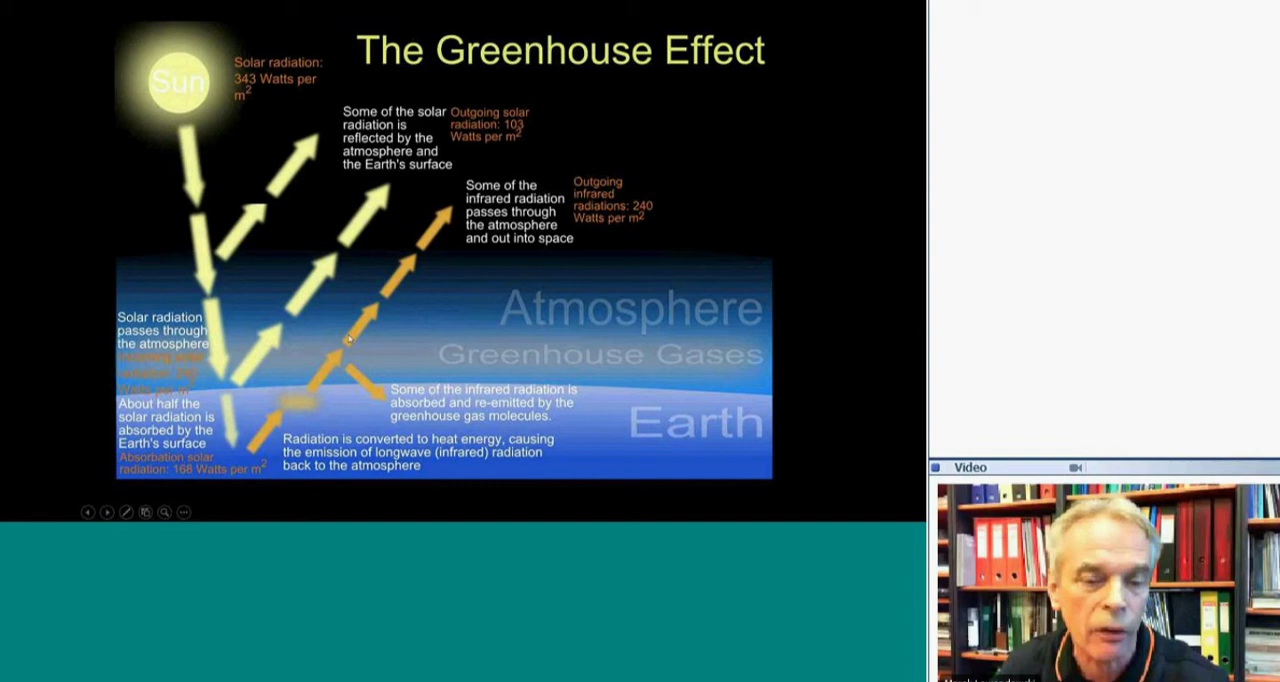 The Greenhouse Effect
Sun
Solar radiation:
343 Watts per
m2
Some of the solar
radiation is
reflected by the
atmosphere and
the Earth's surface
Outgoing solar
radiation: 103
Watts per m2
Some of the
infrared radiation
passes through
the atmosphere
and out into space
Outgoing
infrared
radiations: 240
Watts per m2
Solar radiation
passes through
the atmosphere
Watts per m2
About half the
solar radiation is
absorbed by the
Earth's surface
Absorbation solar
radiation: 168 Watts per m2
Atmosphere
Greenhouse Gases
Earth
Some of the infrared radiation is
absorbed and re-emitted by the
greenhouse gas molecules.
Radiation is converted to heat energy, causing
the emission of longwave (infrared) radiation
back to the atmosphere
Video